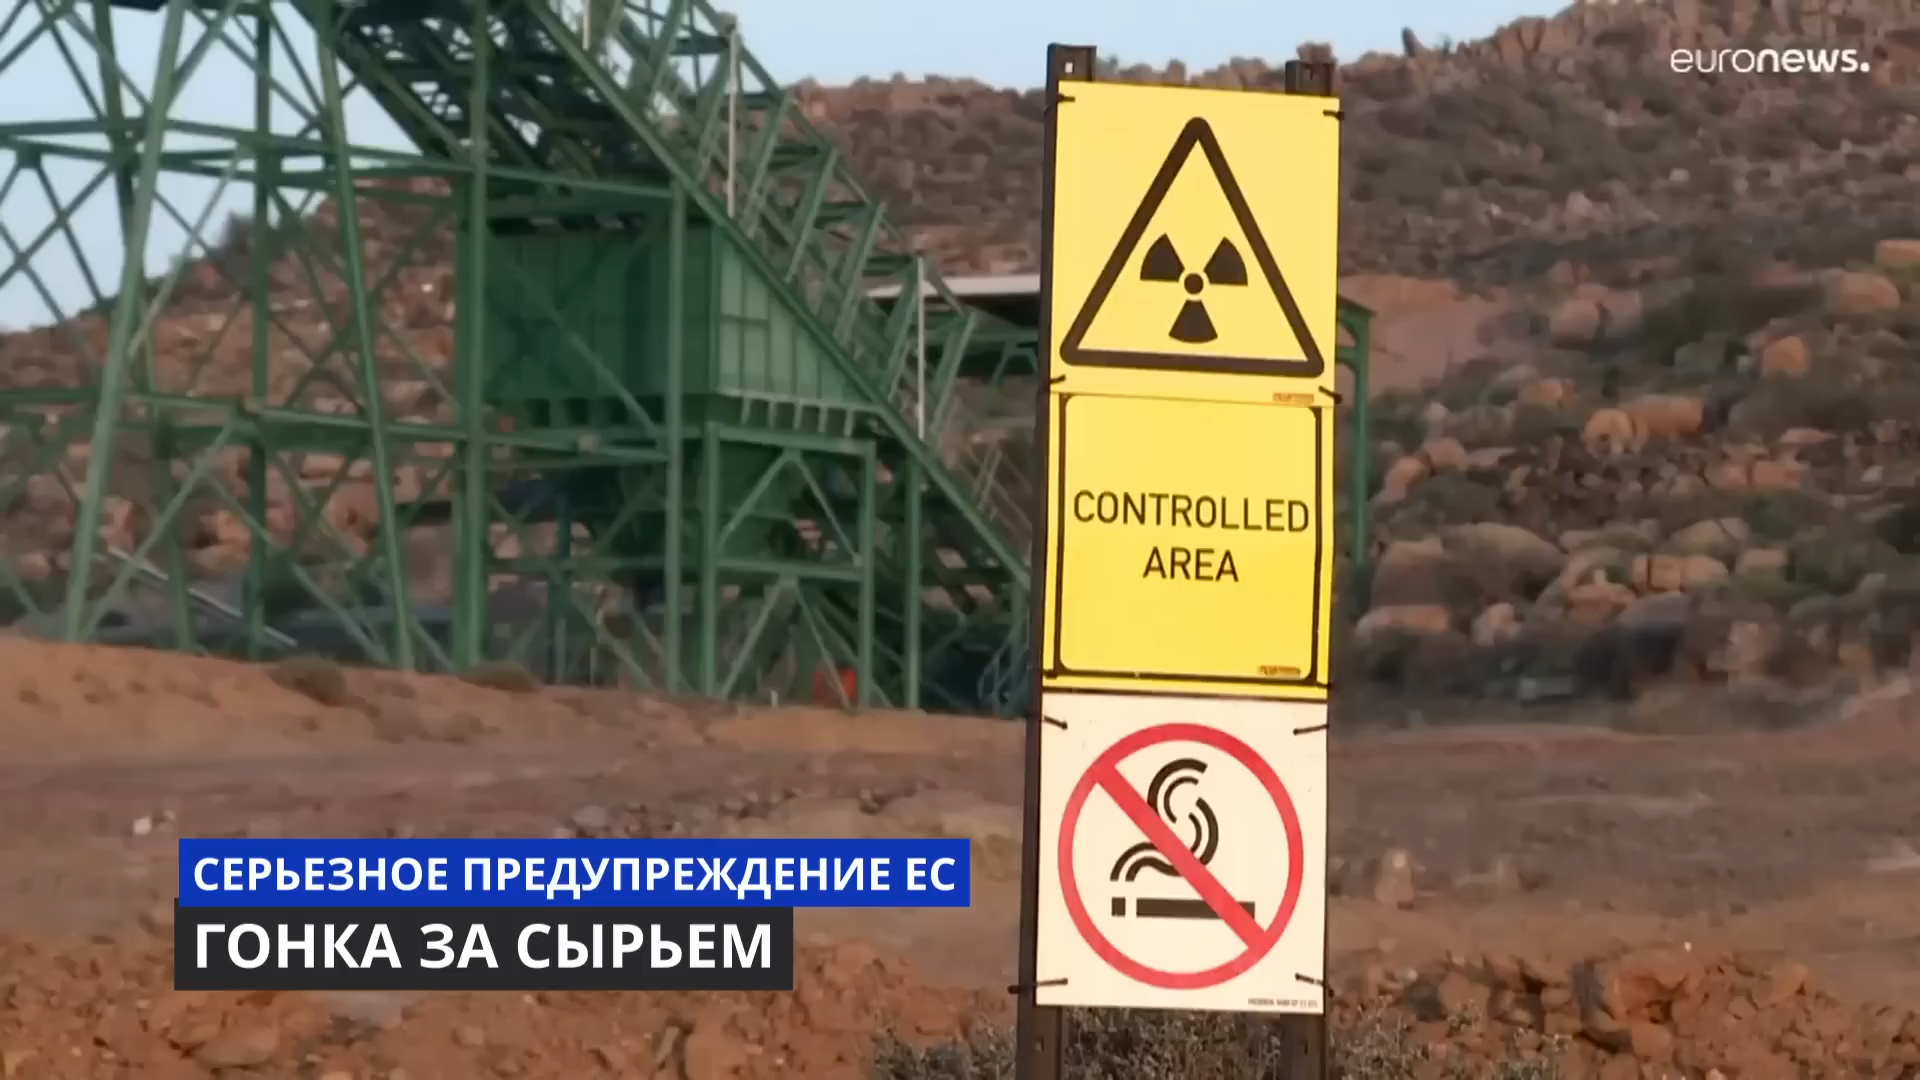 euronews.
CONTROLLED
AREA
СЕРЬЕЗНОЕ ПРЕДУПРЕЖДЕНИЕ ЕС
ГОНКА ЗА СЫРЬЕМ